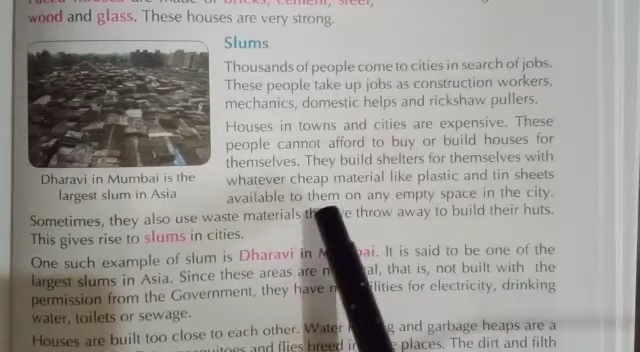 wood and glass. These houses are very strong.
Slums
Thousands of people come to cities in search of jobs.
These people take up jobs as construction workers,
mechanics, domestic helps and rickshaw pullers.
Houses in towns and cities are expensive. These
people cannot afford to buy or build houses for
themselves. They build shelters for themselves with
whatever cheap material like plastic and tin sheets
available to them on any empty space in the city.
Dharavi in Mumbai is the
largest slum in Asia
Sometimes, they also use waste materials throw away to build their huts.
This gives rise to slums in cities.
One such example of slum is Dharavi in It is said to be one of the
largest slums in Asia. Since these areas are that is, not built with the
permission from the Government, they have for electricity, drinking
water, toilets or sewage.
Houses are built too close to each other. Water and garbage heaps are a
and flies breed places. The dirt and filth